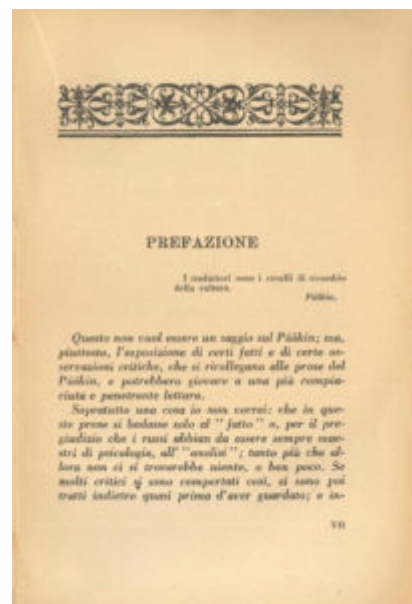 PREFAZIONE
I traduttori sono i cavalli di ricambio
della cultura.
Púškin.
Questo non vuol essere un saggio sul Púškin; ma,
piuttosto, l'esposizione di certi fatti e di certe os-
servazioni critiche, che si ricollegano alle prose del
Púškin, e potrebbero giovare a una più compia-
ciuta e penetrante lettura.
Sopratutto una cosa io non vorrei: che in que-
ste prose si badasse solo al "fatto" o, per il pre-
giudizio che i russi abbian da essere sempre mae-
stri di psicologia, all' "analisi"; tanto più che al-
lora non ci si troverebbe niente, o ben poco. Se
molti critici si sono comportati così, si sono poi
tratti indietro quasi prima d'aver guardato; o in-
VII